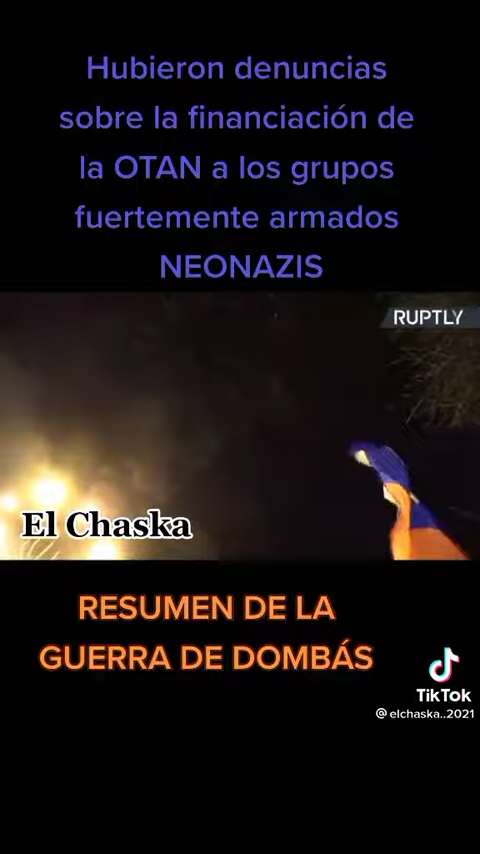 Hubieron denuncias
sobre la financiación de
la OTAN a los grupos
fuertemente armados
NEONAZIS
RUPTLY
El Chaska
RESUMEN DE LA
GUERRA DE DOMBÁS
TikTok
@elchaska..2021